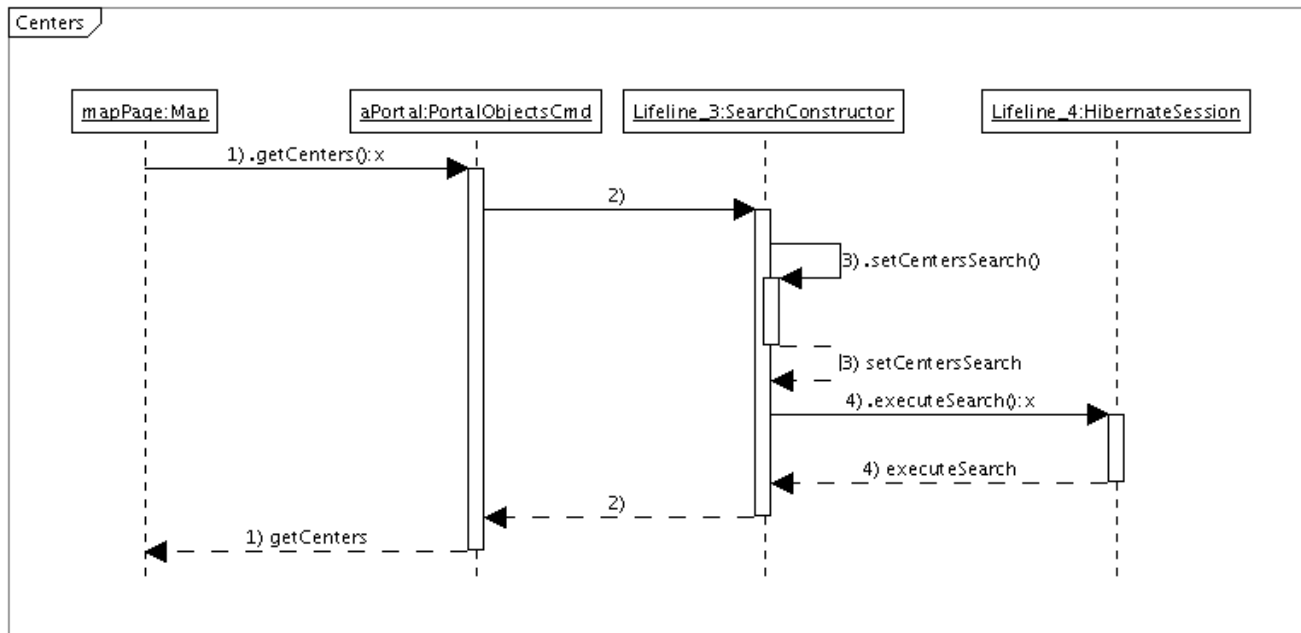 Centers
mapPage:Map
aPortal:PortalObjectsCmd
Lifeline_3:SearchConstructor
Lifeline_4:HibernateSession
1) .getCenters():x
2)
3) .setCentersSearch()
3) setCentersSearch
4) .executeSearch():x
4) executeSearch
2)
1) getCenters